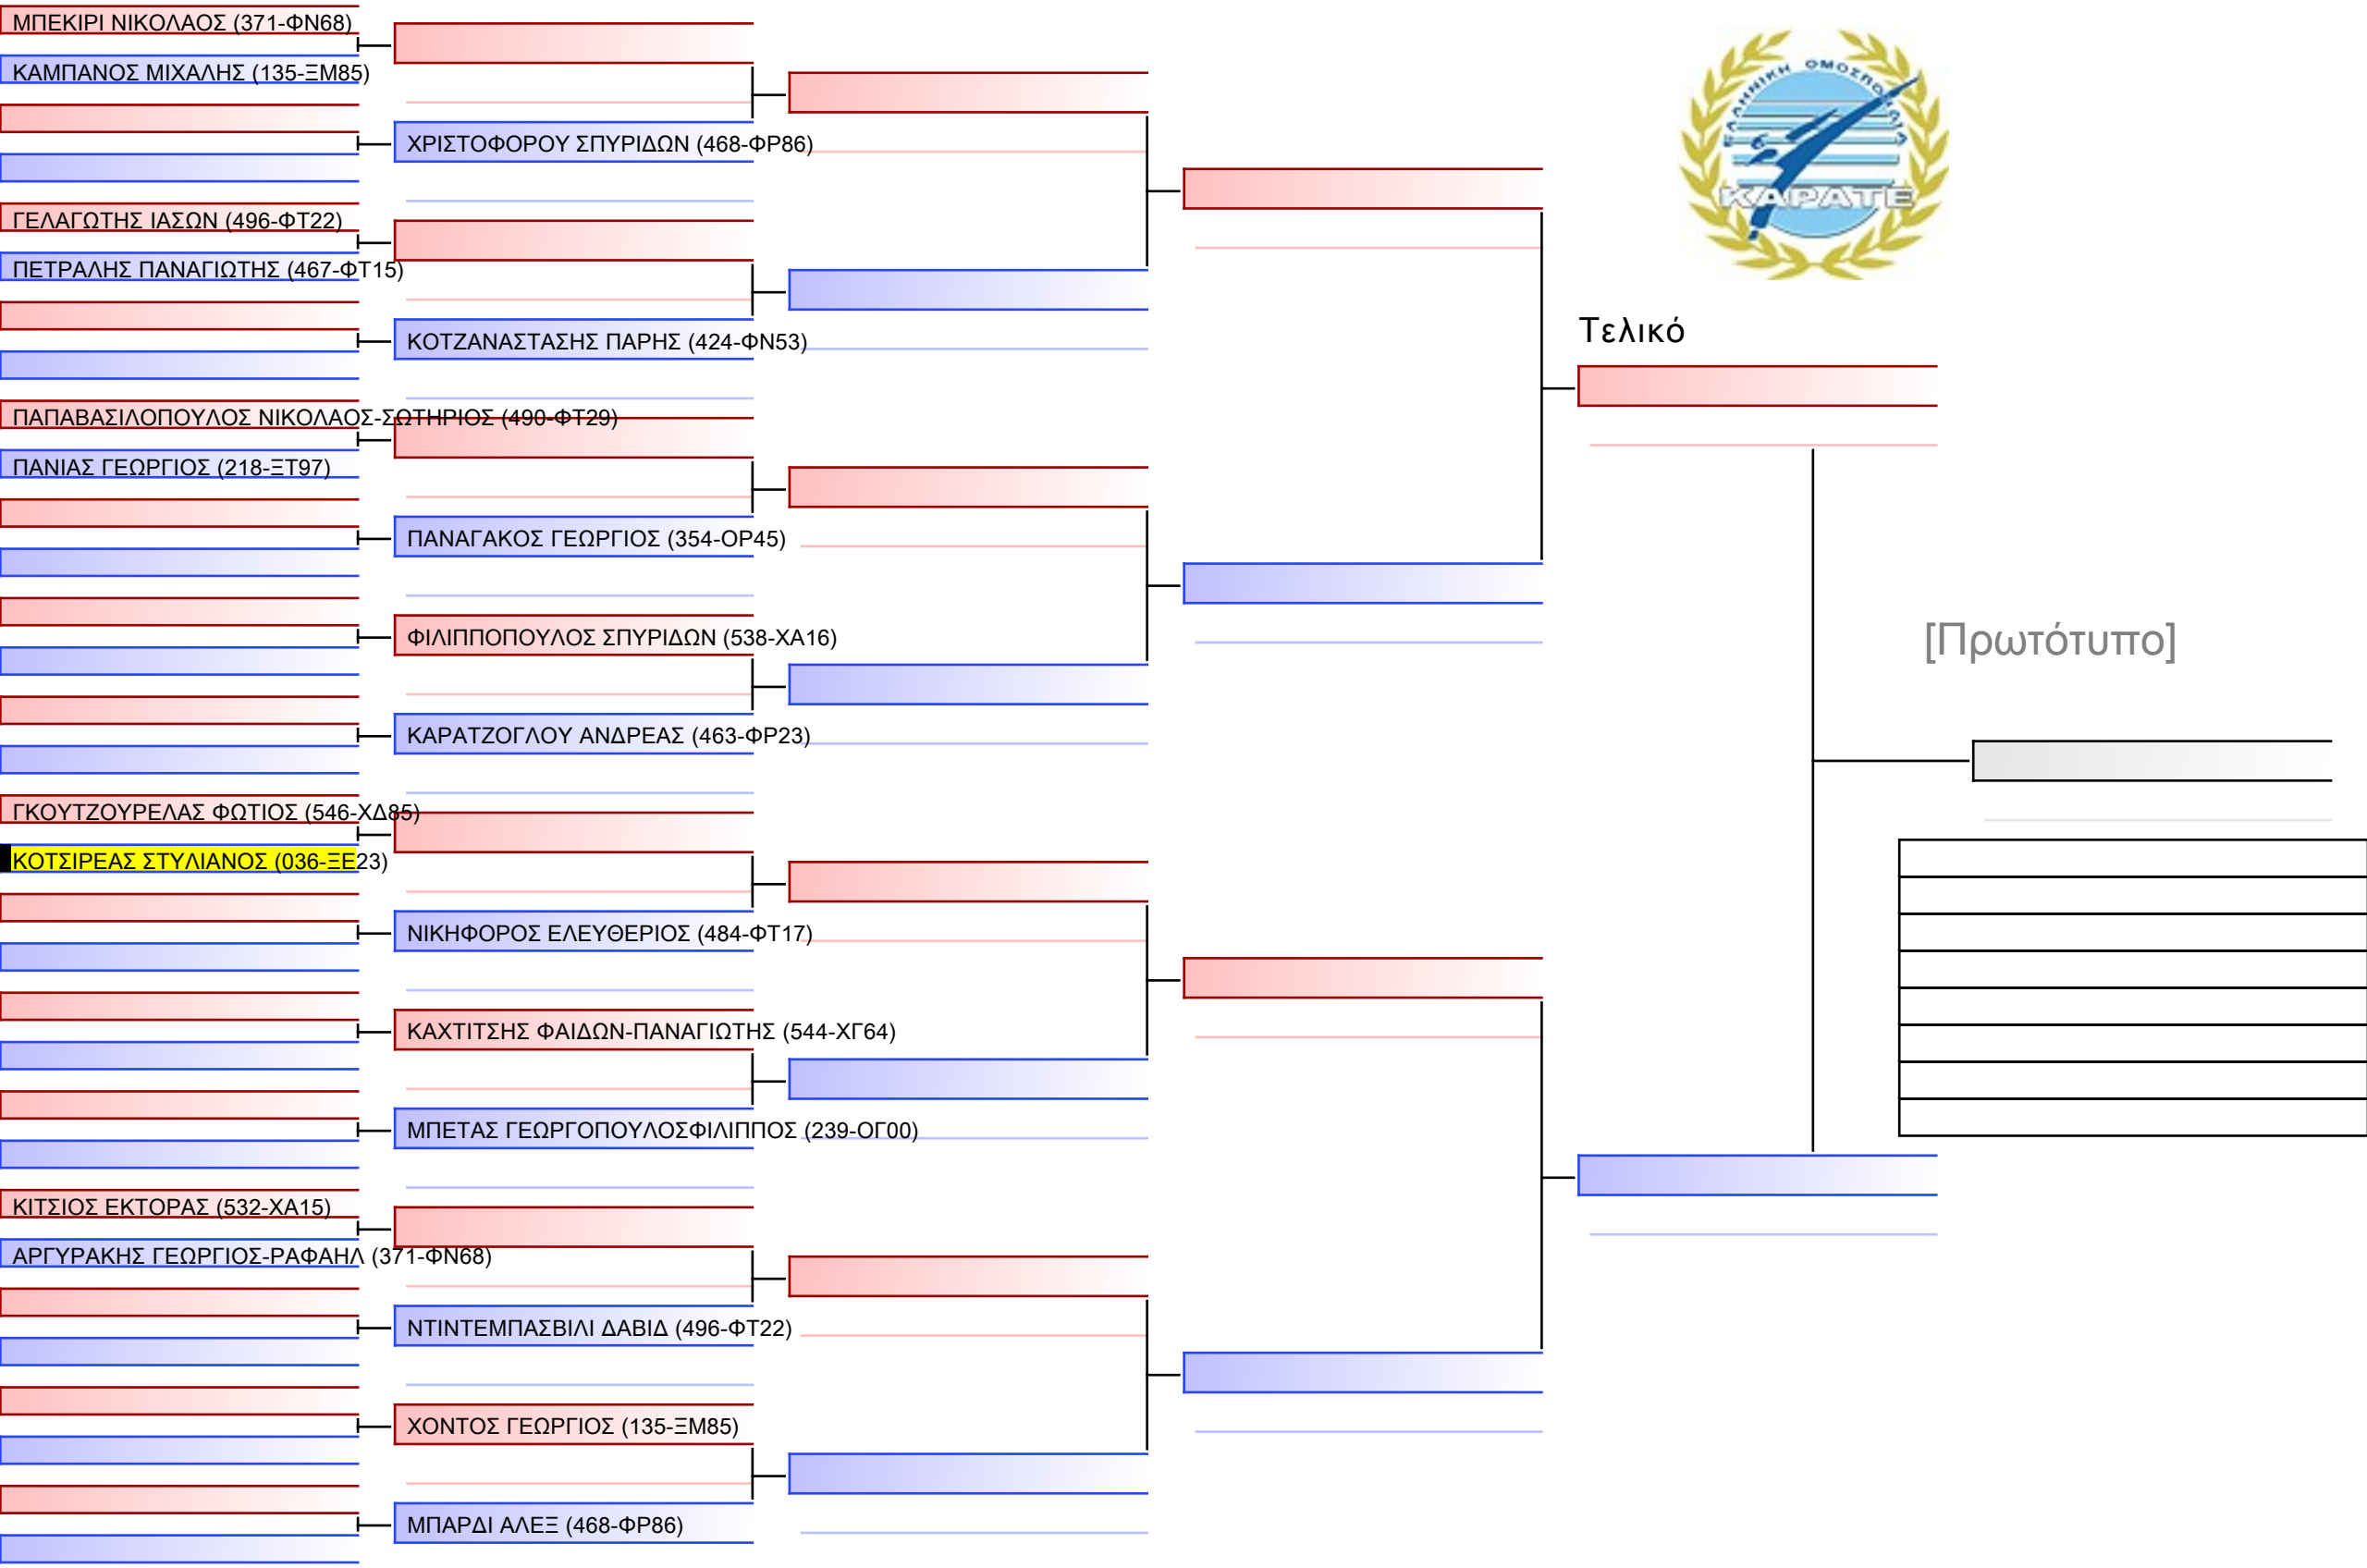 ΜΠΕΚΙΡΙ ΝΙΚΟΛΑΟΣ (371-ΦΝ68)
ΚΑΜΠΑΝΟΣ ΜΙΧΑΛΗΣ (135-ΞΜ85)
ΧΡΙΣΤΟΦΟΡΟΥ ΣΠΥΡΙΔΩΝ (468-ΦΡ86)
ΓΕΛΑΓΩΤΗΣ ΙΑΣΩΝ (496-ΦΤ22)
ΠΕΤΡΑΛΗΣ ΠΑΝΑΓΙΩΤΗΣ (467-ΦΤ15)
ΚΟΤΖΑΝΑΣΤΑΣΗΣ ΠΑΡΗΣ (424-ΦΝ53)
ΠΑΠΑΒΑΣΙΛΟΠΟΥΛΟΣ ΝΙΚΟΛΑΟΣ-ΣΩΤΗΡΙΟΣ (490-ΦΤ29)
ΠΑΝΙΑΣ ΓΕΩΡΓΙΟΣ (218-ΞΤ97)
ΠΑΝΑΓΑΚΟΣ ΓΕΩΡΓΙΟΣ (354-ΟΡ45)
ΦΙΛΙΠΠΟΠΟΥΛΟΣ ΣΠΥΡΙΔΩΝ (538-ΧΑ16)
ΚΑΡΑΤΖΟΓΛΟΥ ΑΝΔΡΕΑΣ (463-ΦΡ23)
ΓΚΟΥΤΖΟΥΡΕΛΑΣ ΦΩΤΙΟΣ (546-ΧΔ85)
ΚΟΤΣΙΡΕΑΣ ΣΤΥΛΙΑΝΟΣ (036-ΞΕ23)
ΝΙΚΗΦΟΡΟΣ ΕΛΕΥΘΕΡΙΟΣ (484-ΦΤ17)
ΚΑΧΤΙΤΣΗΣ ΦΑΙΔΩΝ-ΠΑΝΑΓΙΩΤΗΣ (544-ΧΓ64)
ΜΠΕΤΑΣ ΓΕΩΡΓΟΠΟΥΛΟΣΦΙΛΙΠΠΟΣ (239-ΟΓ00)
ΚΙΤΣΙΟΣ ΕΚΤΟΡΑΣ (532-ΧΑ15)
ΑΡΓΥΡΑΚΗΣ ΓΕΩΡΓΙΟΣ-ΡΑΦΑΗΛ (371-ΦΝ68)
ΝΤΙΝΤΕΜΠΑΣΒΙΛΙ ΔΑΒΙΔ (496-ΦΤ22)
ΧΟΝΤΟΣ ΓΕΩΡΓΙΟΣ (135-ΞΜ85)
ΜΠΑΡΔΙ ΑΛΕΞ (468-ΦΡ86)
ΕΛΛΗΝΙΚΗ ΟΜΟΣΠΟΝΔΙΑ
ΚΑΡΑΤΕ
Τελικό
[Πρωτότυπο]